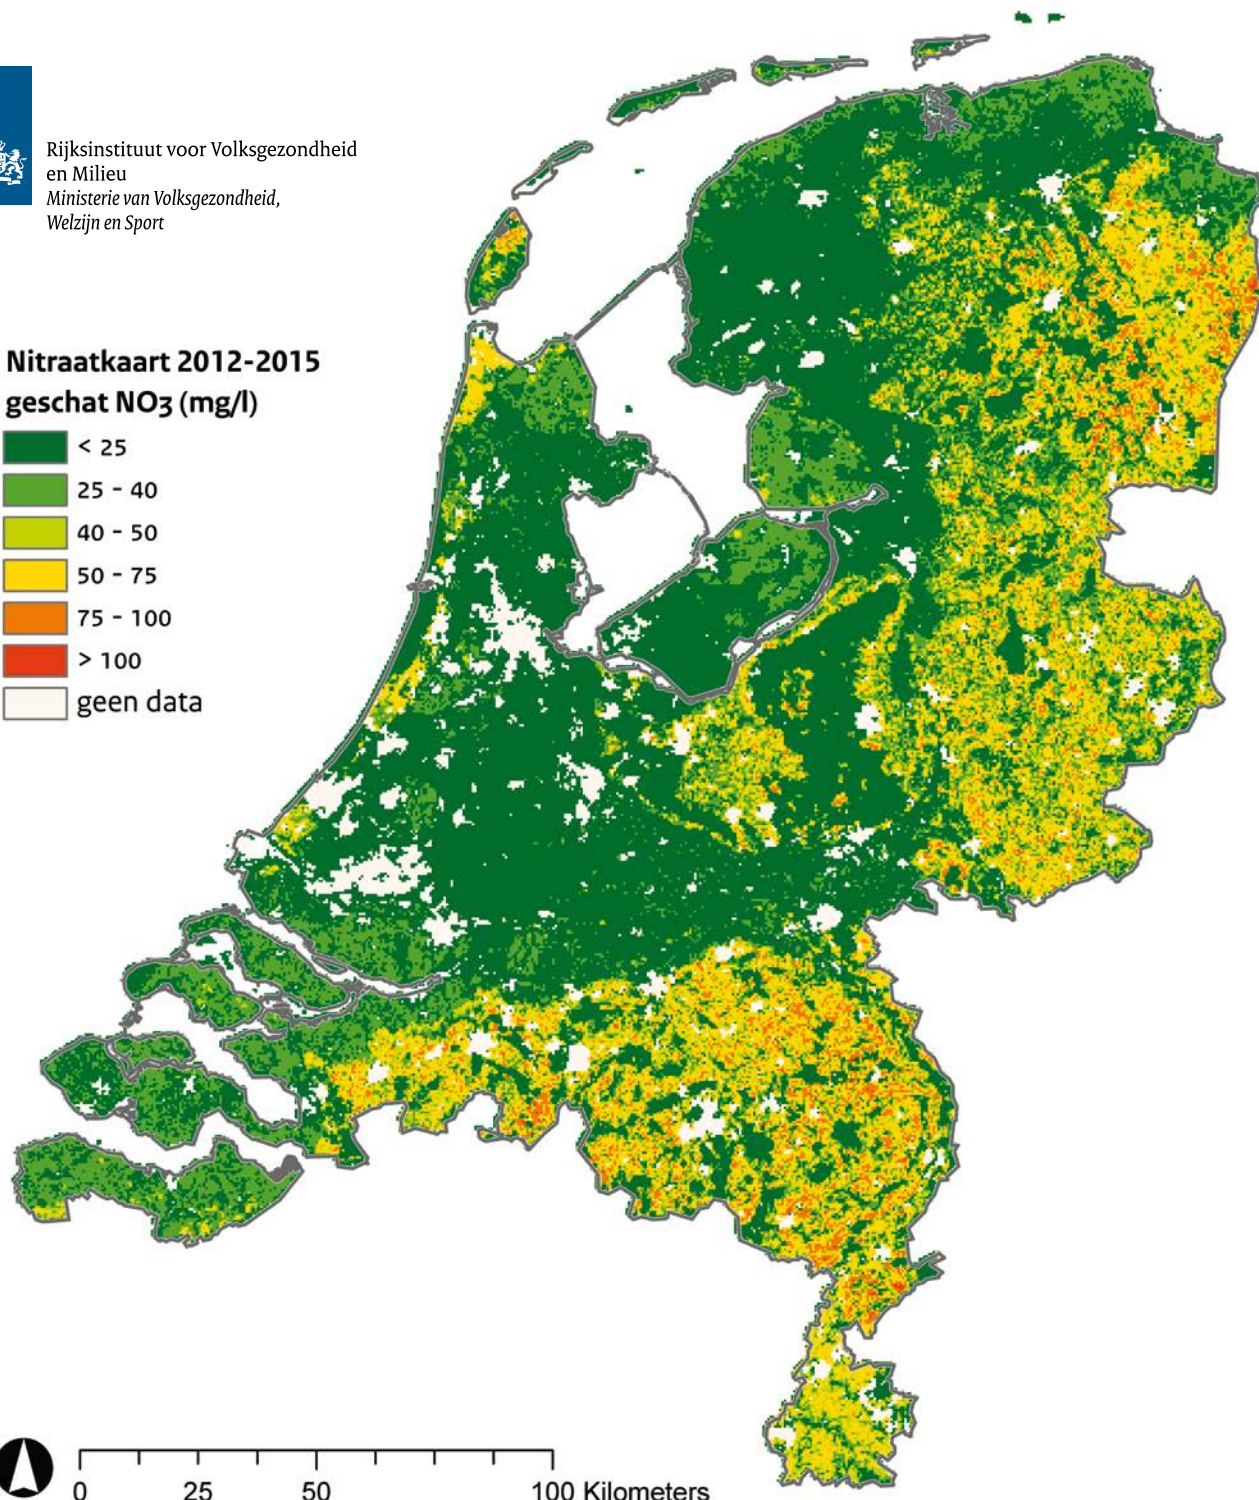 Rijksinstituut voor Volksgezondheid
en Milieu
Ministerie van Volksgezondheid,
Welzijn en Sport
Nitraatkaart 2012-2015
geschat NO3 (mg/l)
< 25
25 - 40
40 - 50
50 - 75
75 - 100
> 100
geen data
0 25 50 100 Kilometers